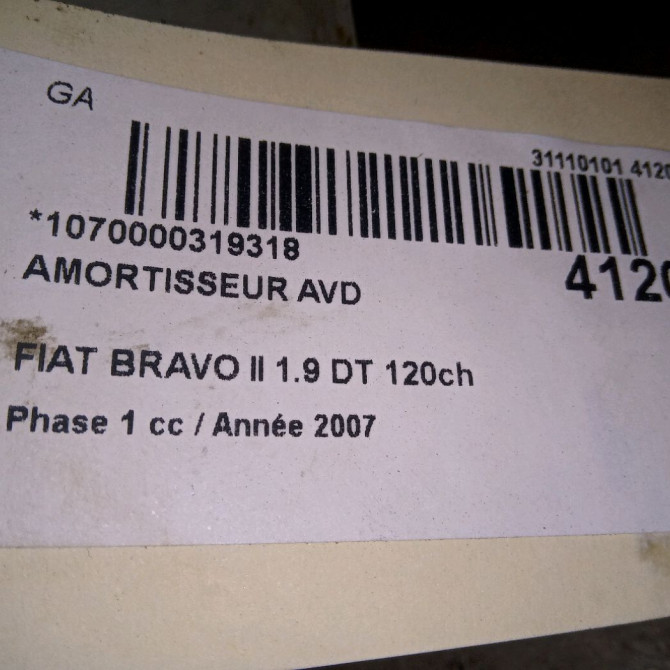 GA
31110101 4120
*1070000319318
4120
AMORTISSEUR AVD
FIAT BRAVO II 1.9 DT 120ch
Phase 1 cc / Année 2007